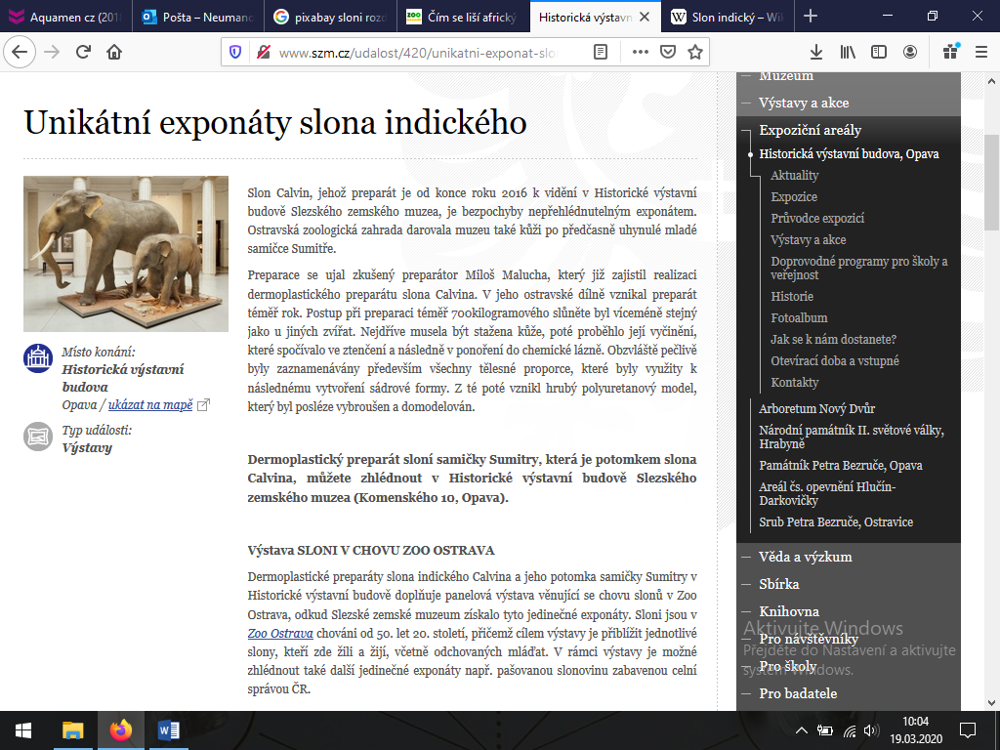 Aquamen cz (2018
Pošta – Neumano
pixabay sloni rozd
Čím se liší africký
Historická výstavn
Slon indický – Wik
www.szm.cz/udalost/420/unikatni-exponat-slo
Unikátní exponáty slona indického
Místo konání:
Historická výstavní
budova
Opava / ukázat na mapě
Typ události:
Výstavy
Slon Calvin, jehož preparát je od konce roku 2016 k vidění v Historické výstavní
budově Slezského zemského muzea, je bezpochyby nepřehlédnutelným exponátem.
Ostravská zoologická zahrada darovala muzeu také kůži po předčasně uhynulé mladé
samičce Sumitře.
Preparace se ujal zkušený preparátor Miloš Malucha, který již zajistil realizaci
dermoplastického preparátu slona Calvina. V jeho ostravské dílně vznikal preparát
téměř rok. Postup při preparaci téměř 700kilogramového slůněte byl víceméně stejný
jako u jiných zvířat. Nejdříve musela být stažena kůže, poté proběhlo její vyčinění,
které spočívalo ve ztenčení a následně v ponoření do chemické lázně. Obzvláště pečlivě
byly zaznamenávány především všechny tělesné proporce, které byly využity k
následnému vytvoření sádrové formy. Z té poté vznikl hrubý polyuretanový model,
který byl posléze vybroušen a domodelován.
Dermoplastický preparát sloní samičky Sumitry, která je potomkem slona
Calvina, můžete zhlédnout v Historické výstavní budově Slezského
zemského muzea (Komenského 10, Opava).
Výstava SLONI V CHOVU ZOO OSTRAVA
Dermoplastické preparáty slona indického Calvina a jeho potomka samičky Sumitry v
Historické výstavní budově doplňuje panelová výstava věnující se chovu slonů v Zoo
Ostrava, odkud Slezské zemské muzeum získalo tyto jedinečné exponáty. Sloni jsou v
Zoo Ostrava chováni od 50. let 20. století, přičemž cílem výstavy je přiblížit jednotlivé
slony, kteří zde žili a žijí, včetně odchovaných mláďat. V rámci výstavy je možné
zhlédnout také další jedinečné exponáty např. pašovanou slonovinu zabavenou celní
správou ČR.
Muzeum
Výstavy a akce
Expoziční areály
Historická výstavní budova, Opava
Aktuality
Expozice
Průvodce expozicí
Výstavy a akce
Doprovodné programy pro školy a
veřejnost
Historie
Fotoalbum
Jak se k nám dostanete?
Otevírací doba a vstupné
Kontakty
Arboretum Nový Dvůr
Národní památník II. světové války,
Hrabyně
Památník Petra Bezruče, Opava
Areál čs. opevnění Hlučín-
Darkovičky
Srub Petra Bezruče, Ostravice
Věda a výzkum
Sbírka
Knihovna
Pro návštěvníky
Pro školy
Pro badatele
Aktivujte Windows
Přejděte do Nastavení a aktivujte
systém Windows.
10:04
19.03.2020